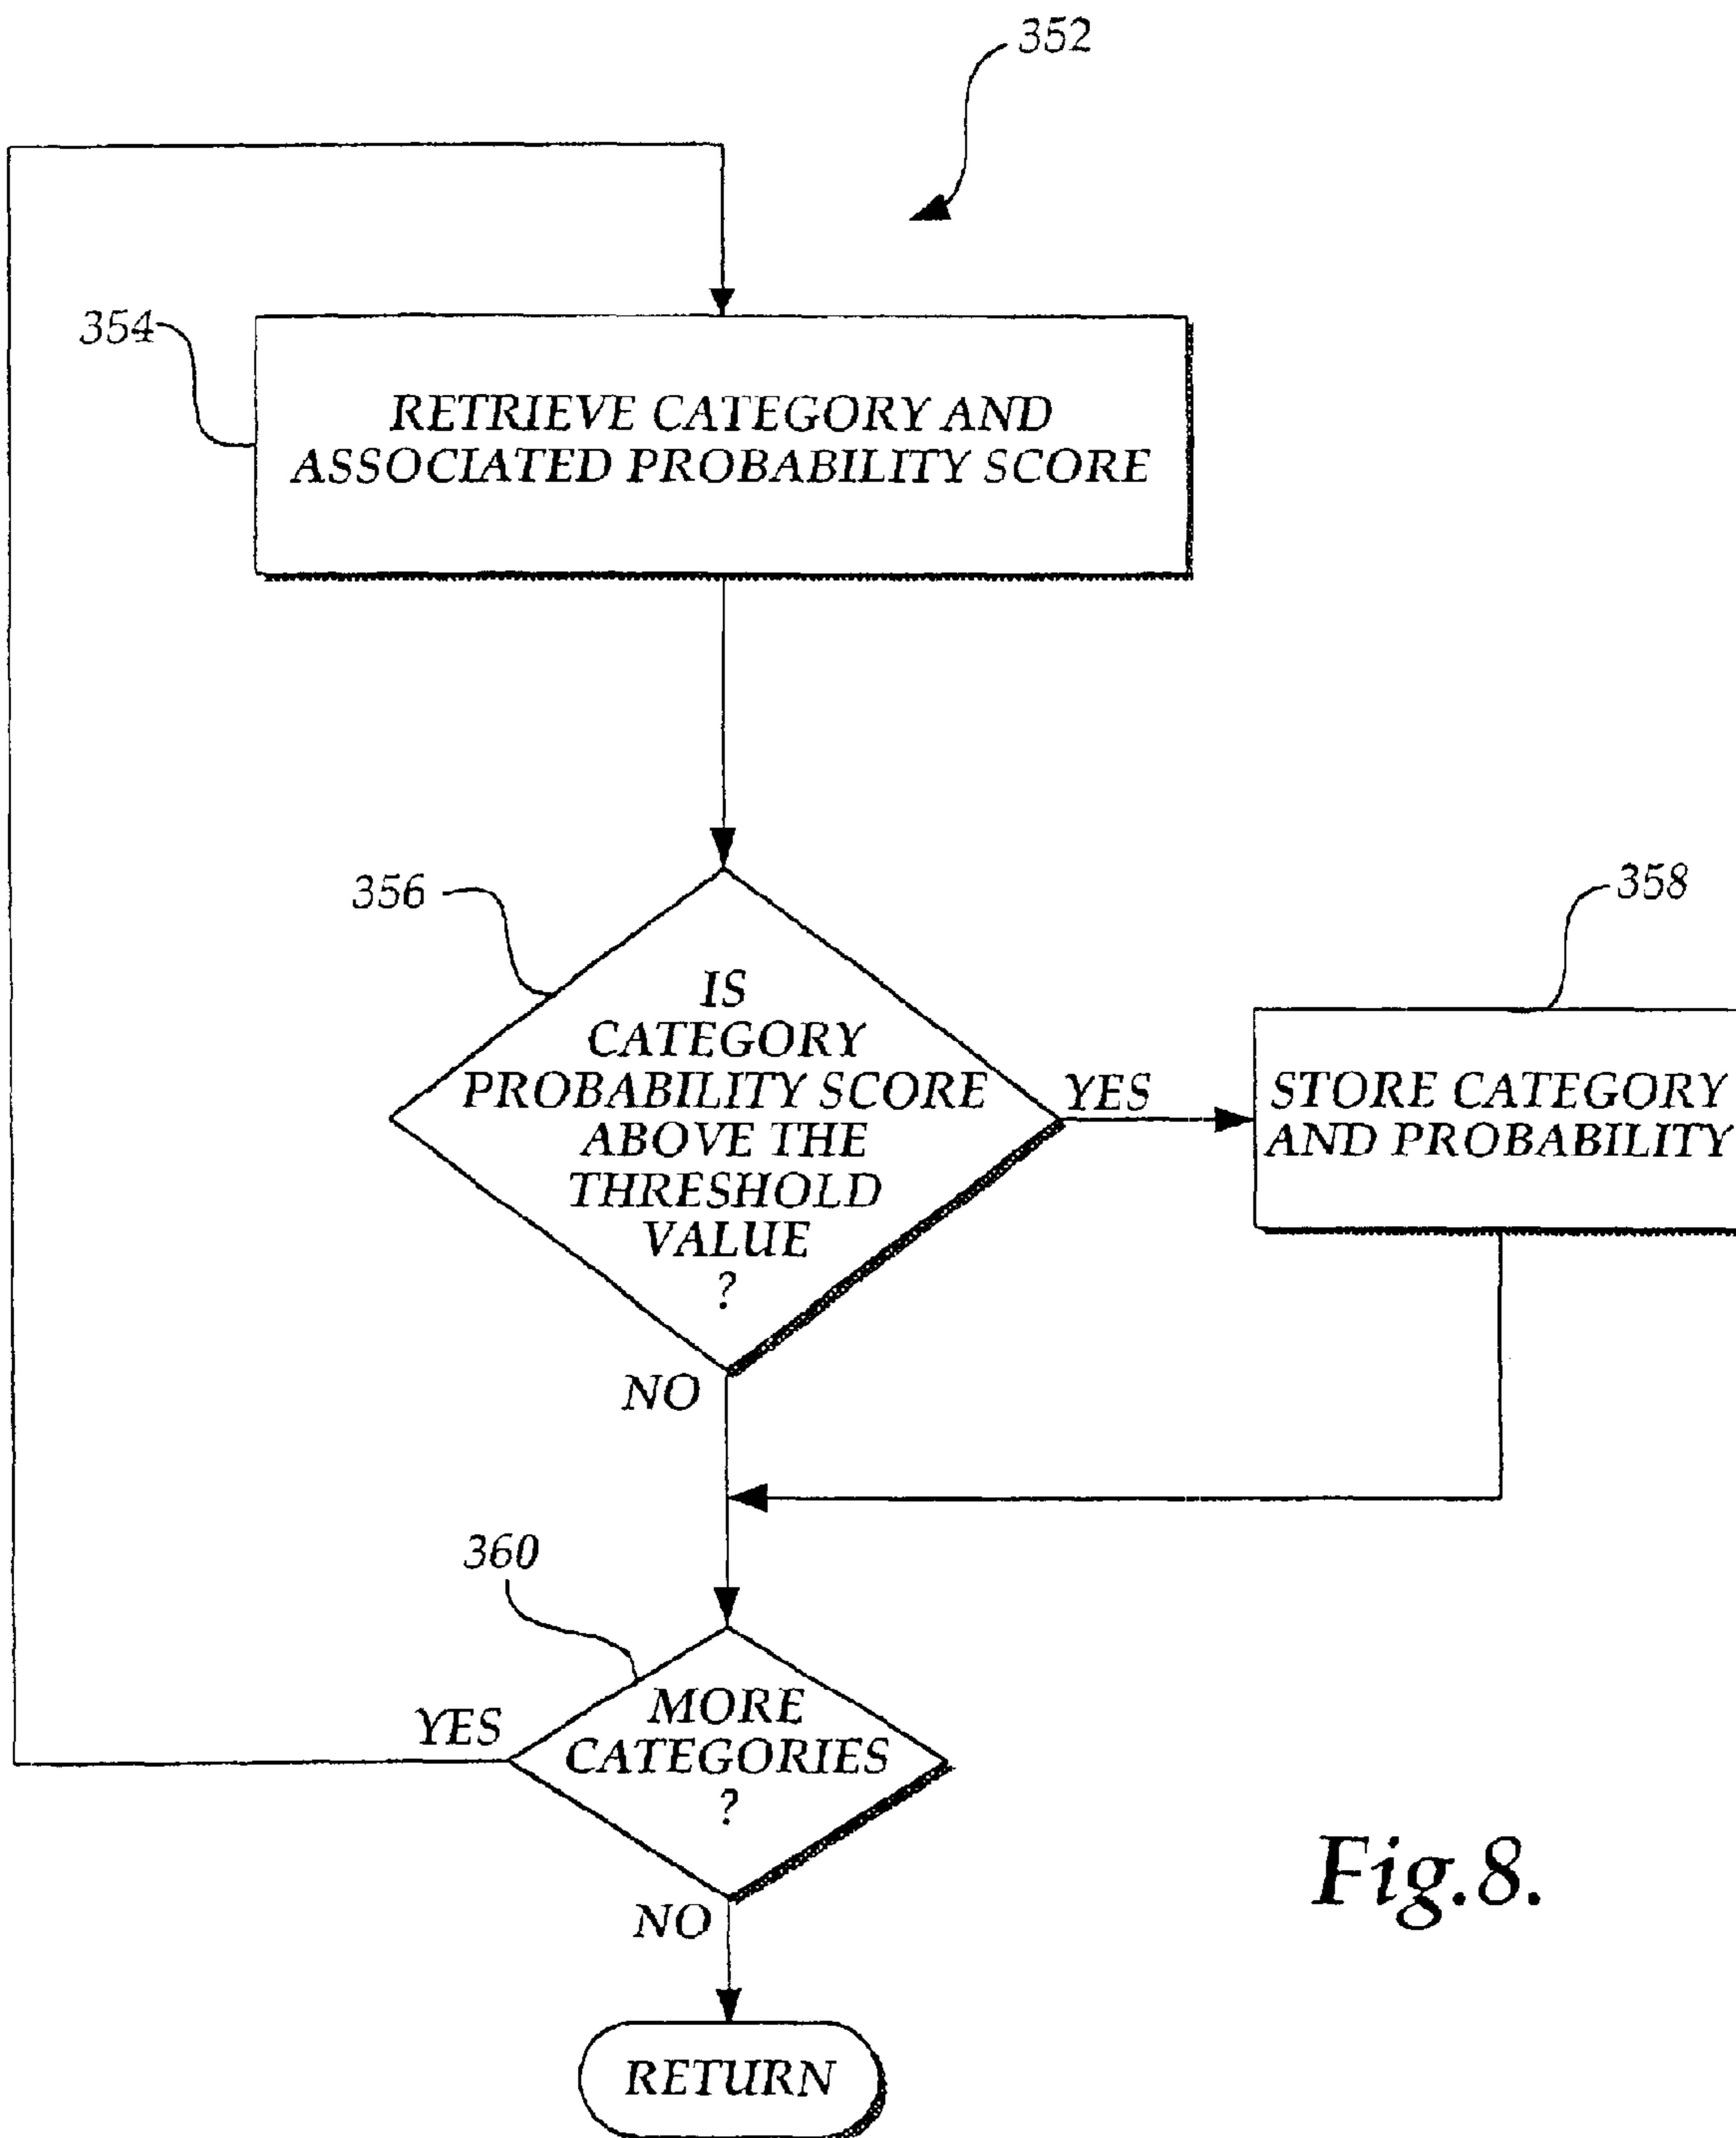 352
354
RETRIEVE CATEGORY AND
ASSOCIATED PROBABILITY SCORE
356
358
IS
CATEGORY
PROBABILITY SCORE
ABOVE THE
THRESHOLD
VALUE
?
YES
STORE CATEGORY
AND PROBABILITY
NO
360
MORE
CATEGORIES
?
YES
NO
RETURN
Fig.8.